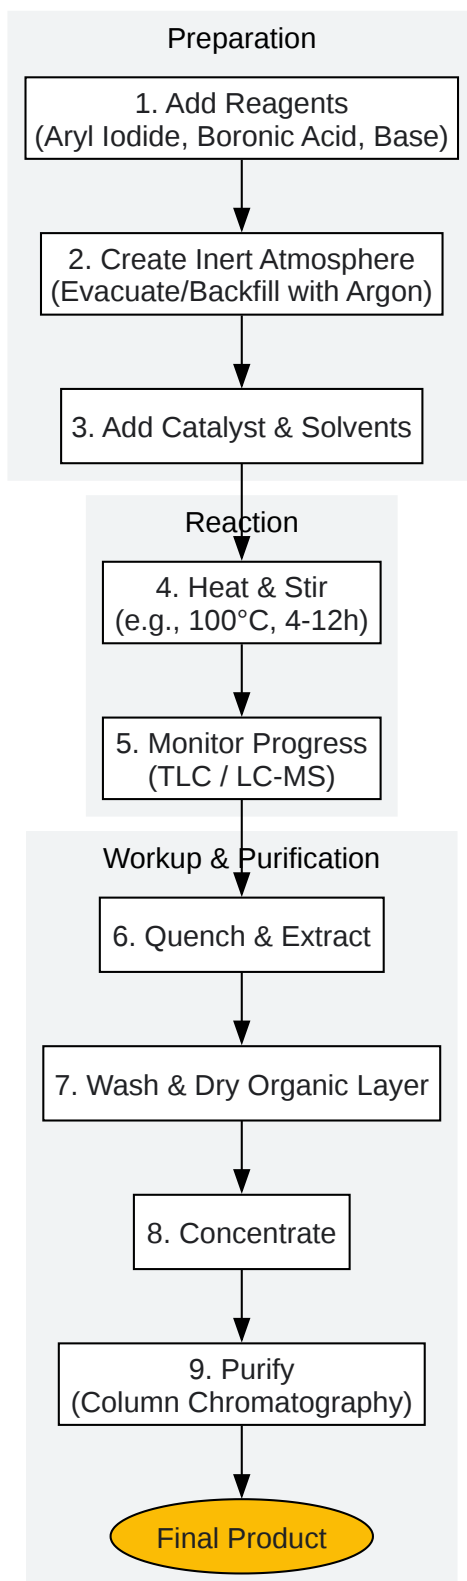 Preparation
1. Add Reagents
(Aryl Iodide, Boronic Acid, Base)
2. Create Inert Atmosphere
(Evacuate/Backfill with Argon)
3. Add Catalyst & Solvents
Reaction
4. Heat & Stir
(e.g., 100°C, 4-12h)
5. Monitor Progress
(TLC / LC-MS)
Workup & Purification
6. Quench & Extract
7. Wash & Dry Organic Layer
8. Concentrate
9. Purify
(Column Chromatography)
Final Product